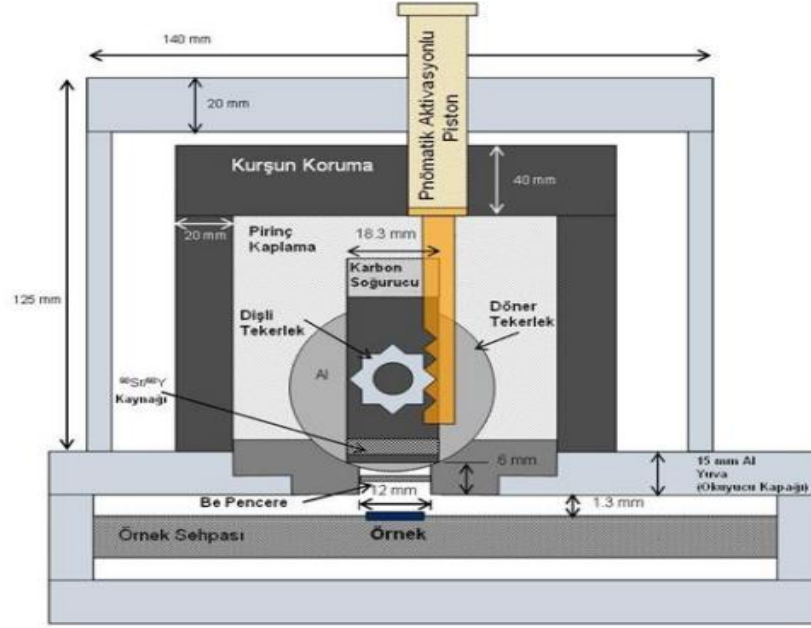 140 mm
20 mm
Pnömatik Aktivasyonlu
Piston
Kurşun Koruma
40 mm
20 mm
Pirinç
Kaplama
18.3 mm
Karbon
Soğurucu
125 mm
Dişli
Tekerlek
Döner
Tekerlek
Al
⁹⁰Sr/⁹⁰Y
Kaynağı
6 mm
15 mm Al
Yuva
(Okuyucu Kapağı)
Be Pencere
12 mm
1.3 mm
Örnek Sehpası
Örnek